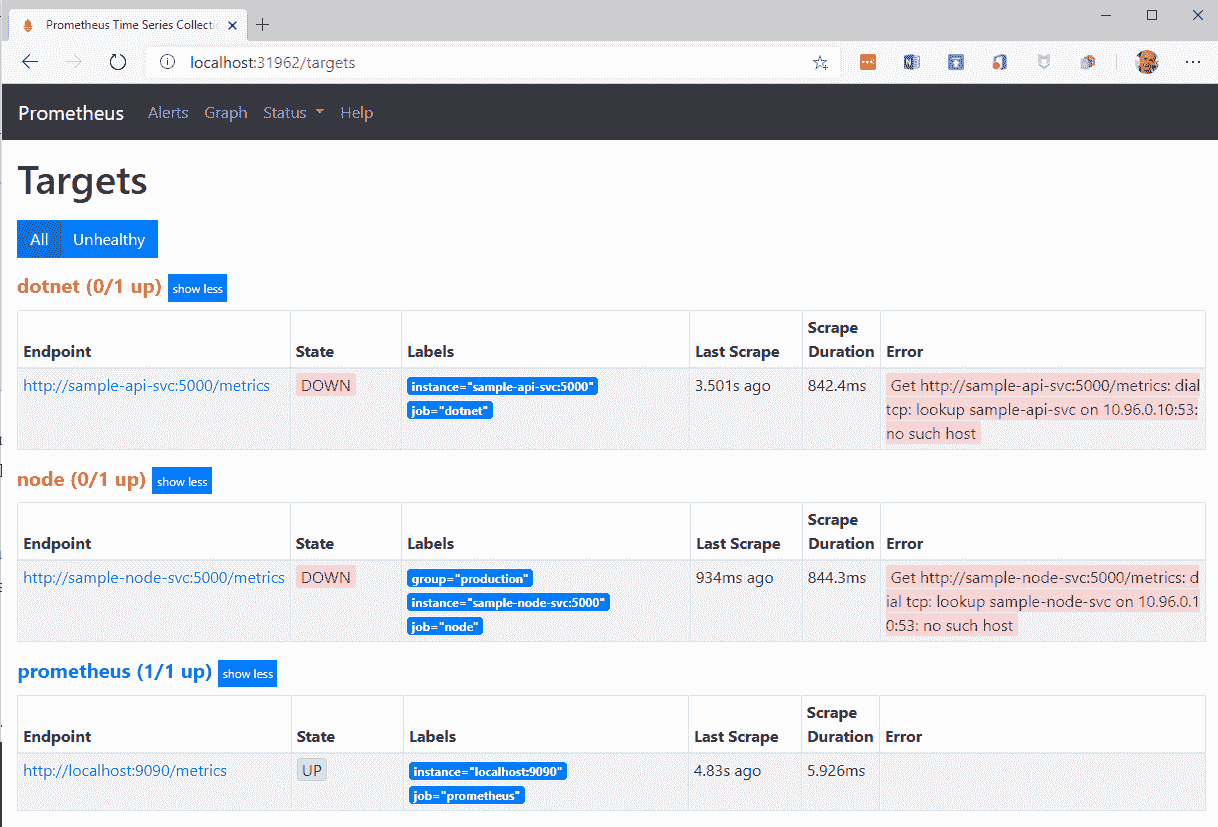 Prometheus Time Series Collecti
localhost:31962/targets
Prometheus Alerts Graph Status Help
Targets
All Unhealthy
dotnet (0/1 up) show less
Endpoint State Labels Last Scrape Scrape Duration Error
http://sample-api-svc:5000/metrics DOWN instance="sample-api-svc:5000" 3.501s ago 842.4ms Get http://sample-api-svc:5000/metrics: dial
job="dotnet" tcp: lookup sample-api-svc on 10.96.0.10:53:
no such host
node (0/1 up) show less
Endpoint State Labels Last Scrape Scrape Duration Error
http://sample-node-svc:5000/metrics DOWN group="production" 934ms ago 844.3ms Get http://sample-node-svc:5000/metrics: d
instance="sample-node-svc:5000" ial tcp: lookup sample-node-svc on 10.96.0.1
job="node" 0:53: no such host
prometheus (1/1 up) show less
Endpoint State Labels Last Scrape Scrape Duration Error
http://localhost:9090/metrics UP instance="localhost:9090" 4.83s ago 5.926ms
job="prometheus"